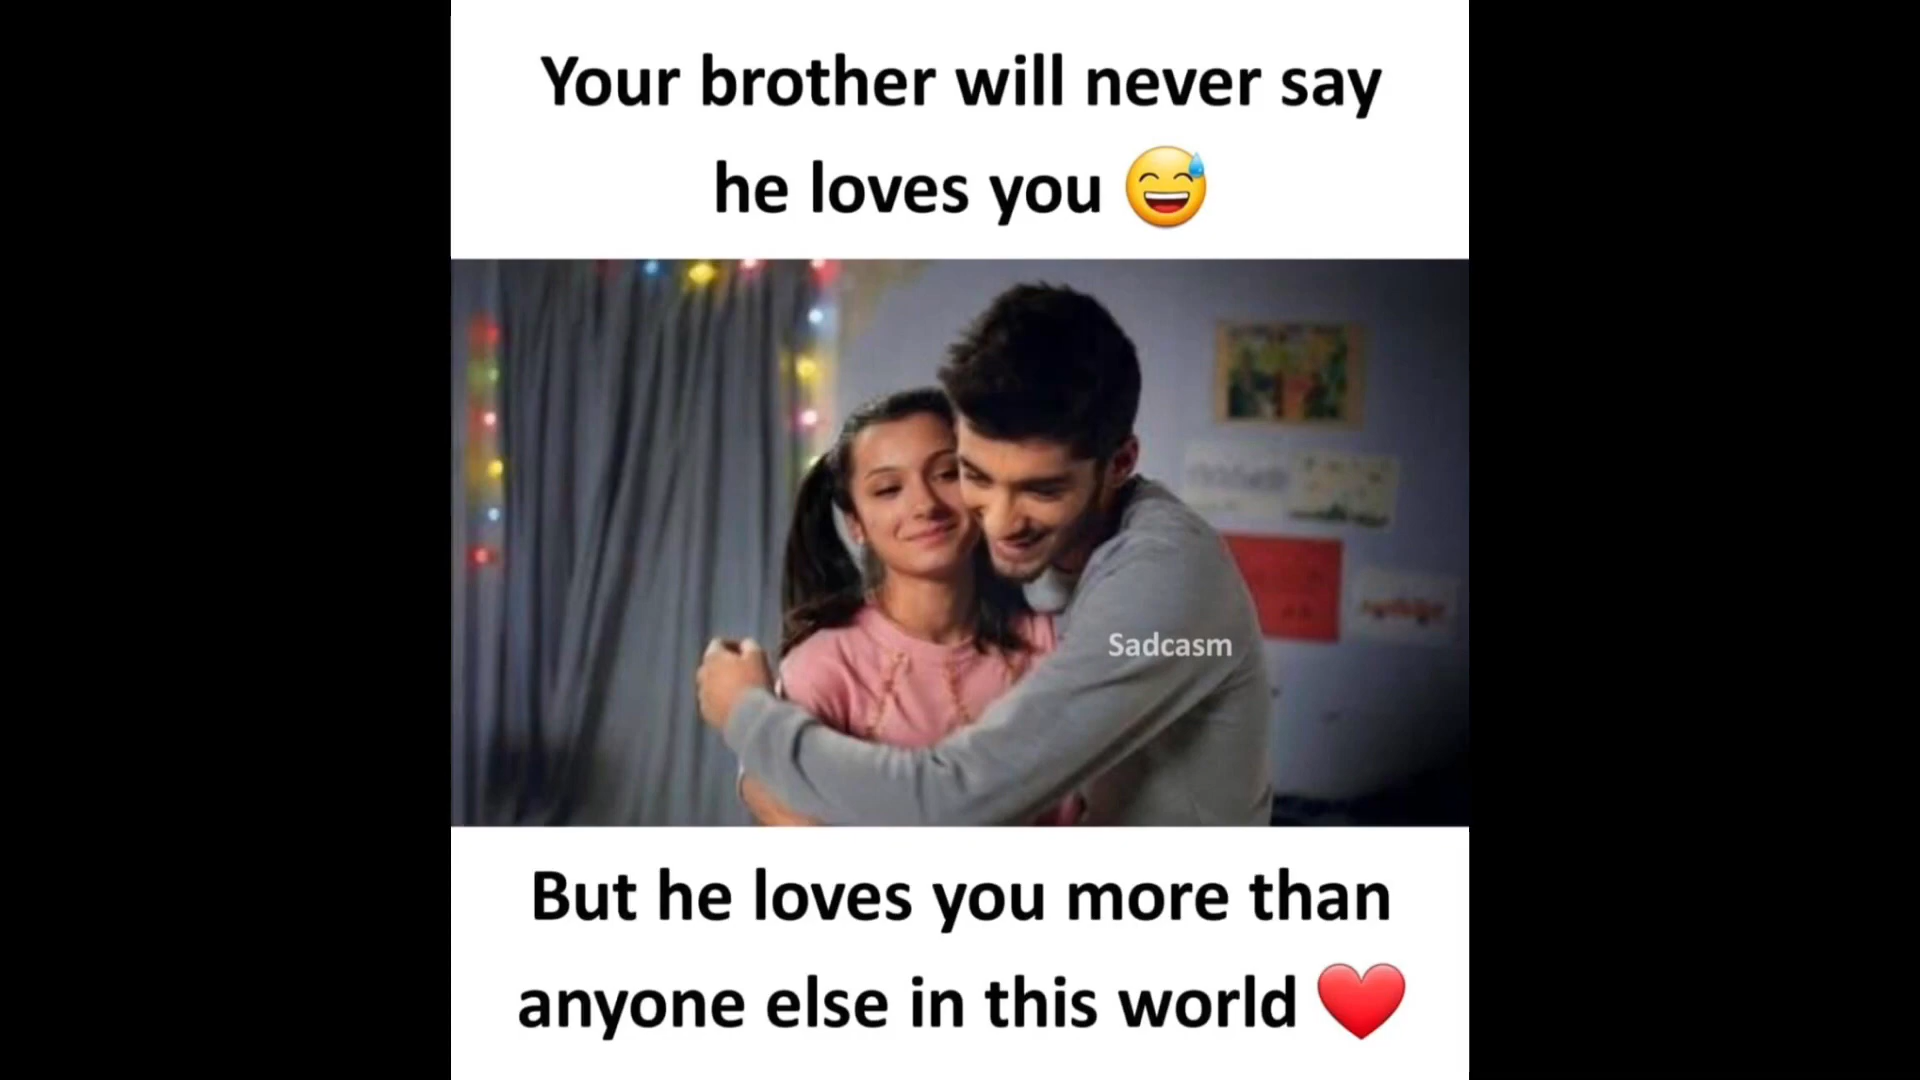 Your brother will never say
he loves you 😅
Sadcasm
But he loves you more than
anyone else in this world ❤️